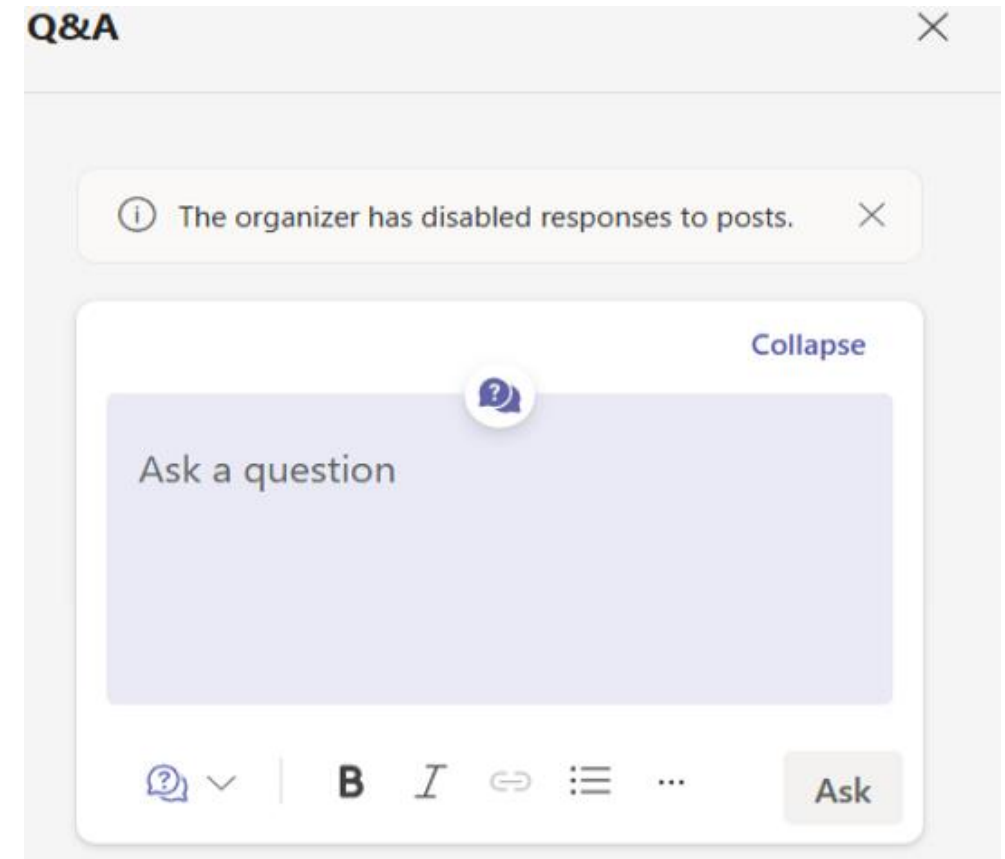 Q&A
The organizer has disabled responses to posts.
Collapse
Ask a question
B I ...
Ask